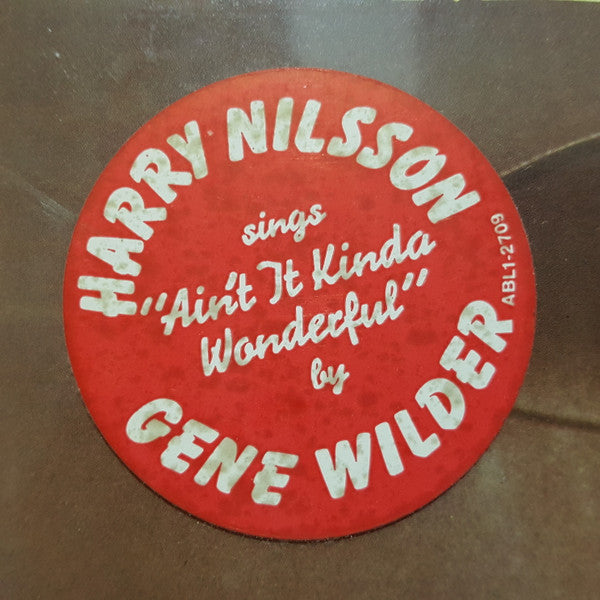 HARRY NILSSON
sings
"Ain't It Kinda
Wonderful"
by
GENE WILDER
ABL1-2709